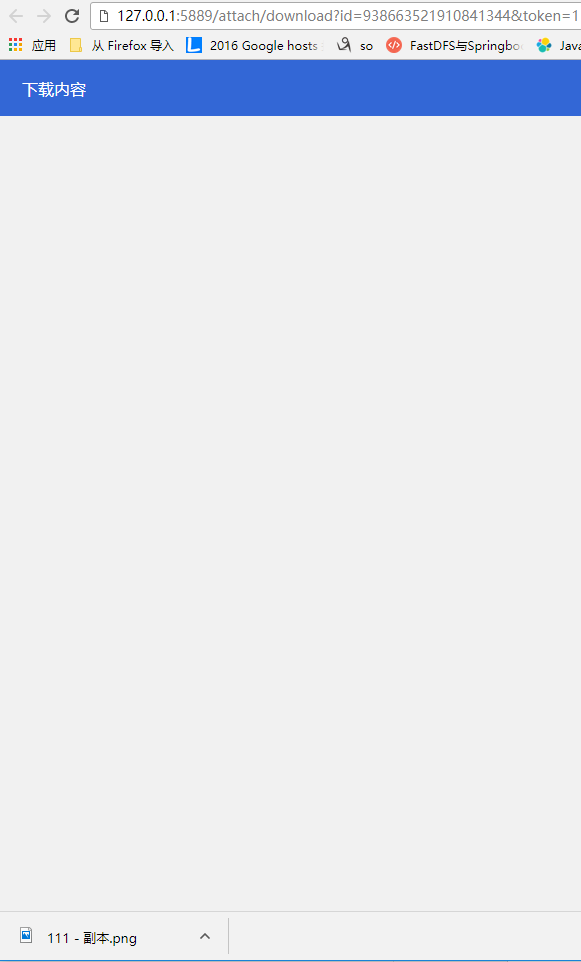 127.0.0.1:5889/attach/download?id=938663521910841344&token=1
应用 从 Firefox 导入 2016 Google hosts so FastDFS与Springbo Java
下载内容
111 - 副本.png